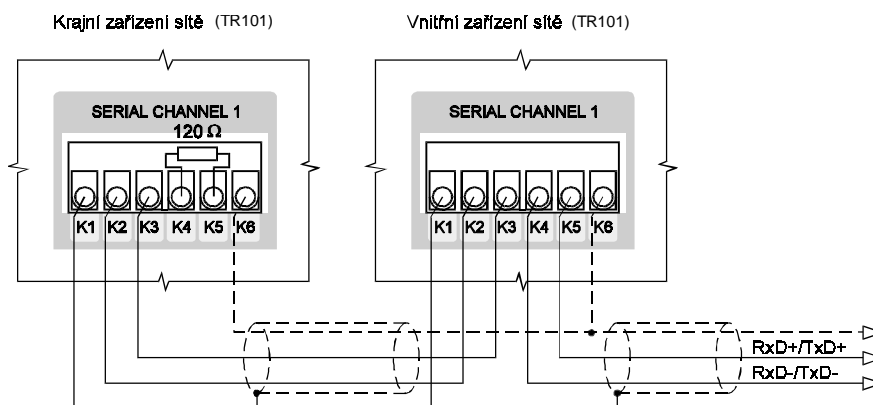 Krajní zařízení sítě (TR101)
Vnitřní zařízení sítě (TR101)
SERIAL CHANNEL 1
120 Ω
K1 K2 K3 K4 K5 K6
SERIAL CHANNEL 1
K1 K2 K3 K4 K5 K6
RxD+/TxD+
RxD-/TxD-